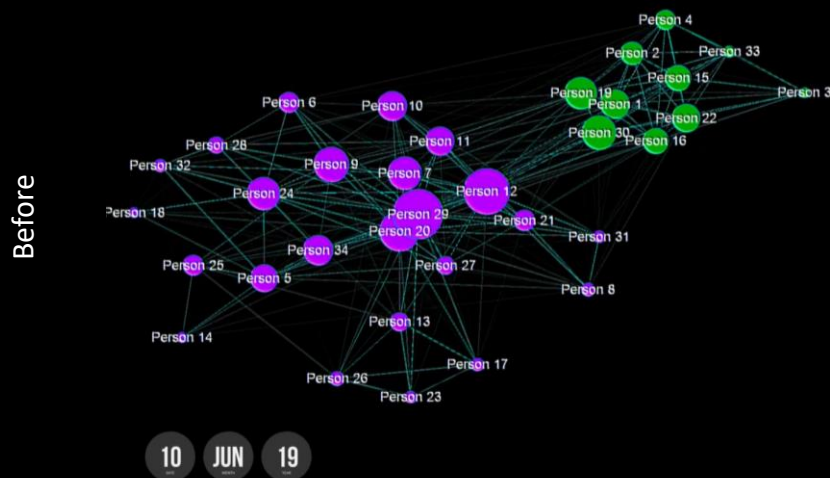 Before
Person 4
Person 2
Person 33
Person 15
Person 3
Person 19
Person 1
Person 22
Person 30
Person 16
Person 6
Person 10
Person 28
Person 11
Person 32
Person 9
Person 7
Person 24
Person 12
Person 18
Person 29
Person 21
Person 20
Person 31
Person 34
Person 25
Person 27
Person 5
Person 8
Person 13
Person 14
Person 17
Person 26
Person 23
10 JUN 19